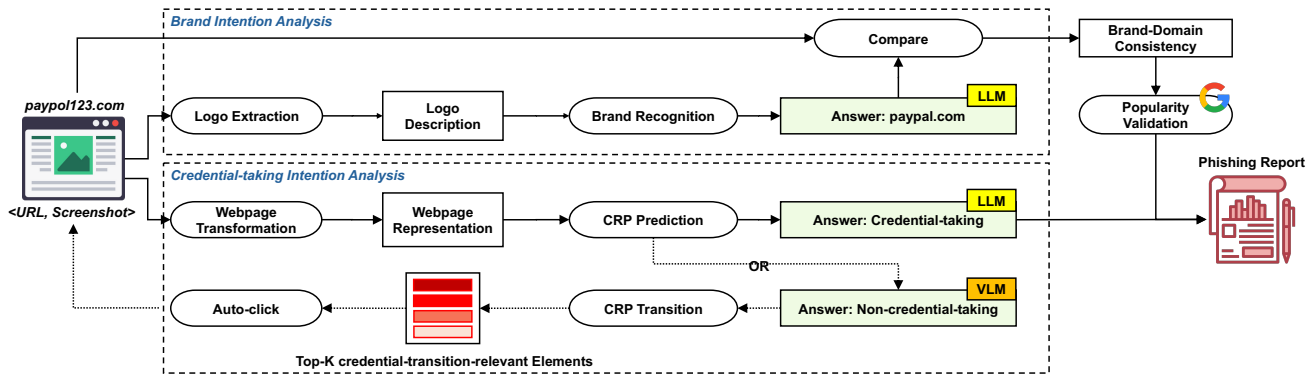 Brand Intention Analysis
Compare
Brand-Domain
Consistency
paypol123.com
Logo Extraction
Logo
Description
Brand Recognition
LLM
Answer: paypal.com
Popularity
Validation
G
Phishing Report
<URL, Screenshot>
Credential-taking Intention Analysis
Webpage
Transformation
Webpage
Representation
CRP Prediction
LLM
Answer: Credential-taking
OR
Auto-click
CRP Transition
VLM
Answer: Non-credential-taking
Top-K credential-transition-relevant Elements